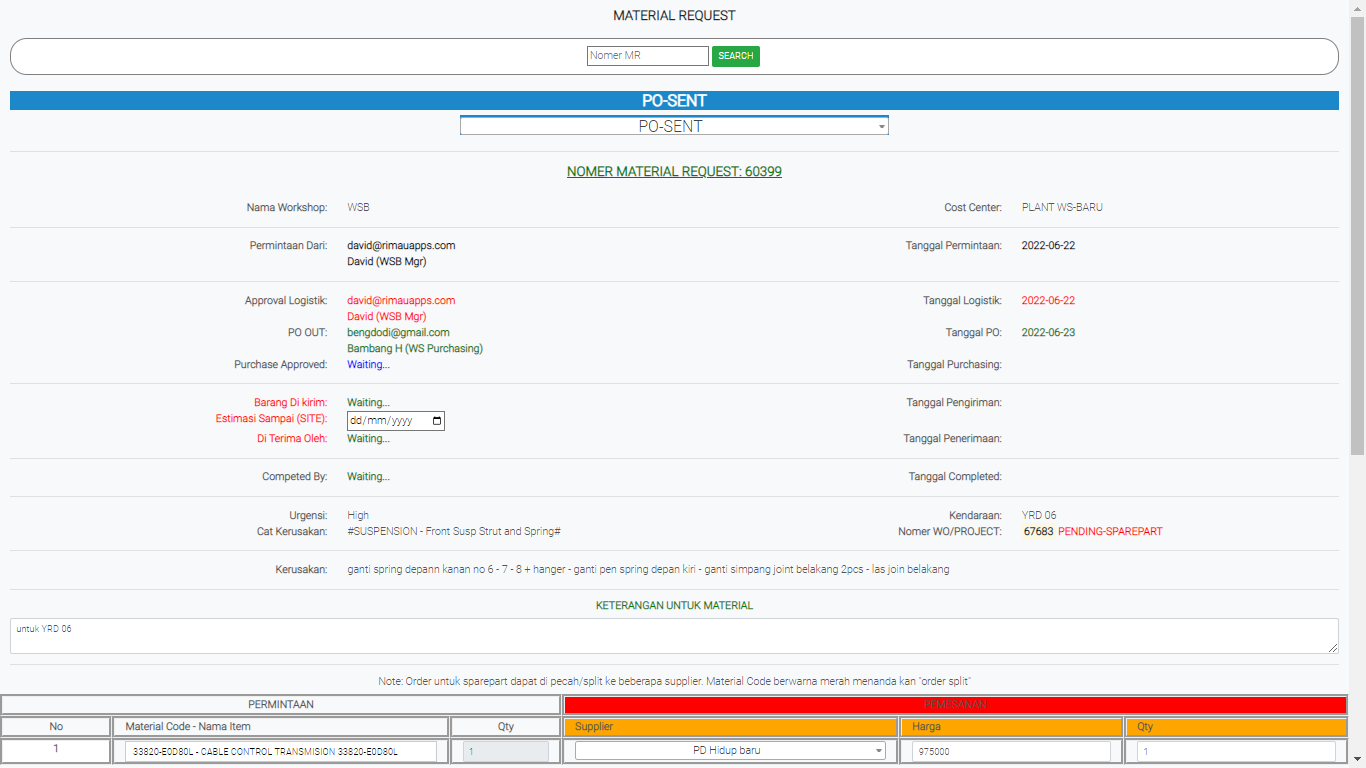 MATERIAL REQUEST
Nomer MR SEARCH
PO-SENT
PO-SENT
NOMER MATERIAL REQUEST: 60399
Nama Workshop: WSB Cost Center: PLANT WS-BARU
Permintaan Dari: david@rimauapps.com Tanggal Permintaan: 2022-06-22
David (WSB Mgr)
Approval Logistik: david@rimauapps.com Tanggal Logistik: 2022-06-22
David (WSB Mgr)
PO OUT: bengdodi@gmail.com Tanggal PO: 2022-06-23
Bambang H (WS Purchasing)
Purchase Approved: Waiting... Tanggal Purchasing:
Barang Di kirim: Waiting... Tanggal Pengiriman:
Estimasi Sampai (SITE): dd/mm/yyyy
Di Terima Oleh: Waiting... Tanggal Penerimaan:
Competed By: Waiting... Tanggal Completed:
Urgensi: High Kendaraan: YRD 06
Cat Kerusakan: #SUSPENSION - Front Susp Strut and Spring# Nomer WO/PROJECT: 67683 PENDING-SPAREPART
Kerusakan: ganti spring depann kanan no 6 - 7 - 8 + hanger - ganti pen spring depan kiri - ganti simpang joint belakang 2pcs - las join belakang
KETERANGAN UNTUK MATERIAL
untuk YRD 06
Note: Order untuk sparepart dapat di pecah/split ke beberapa supplier. Material Code berwarna merah menanda kan "order split"
PERMINTAAN PEMESANAN
No Material Code - Nama Item Qty Supplier Harga Qty
1 33820-E0D80L - CABLE CONTROL TRANSMISION 33820-E0D80L 1 PD Hidup baru 975000 1